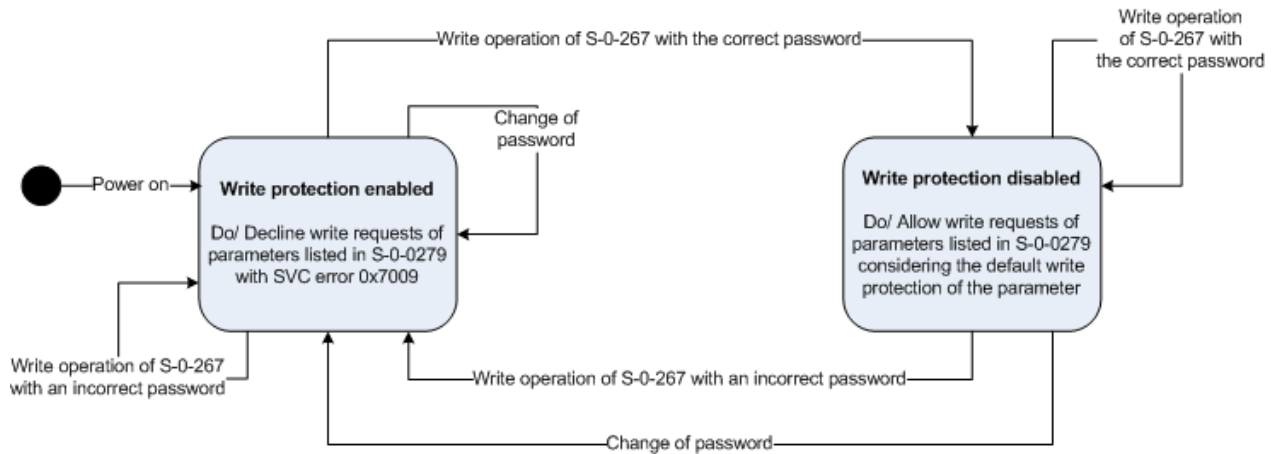 Write operation
of S-0-267 with
the correct password
Write operation of S-0-267 with the correct password
Change of
password
Power on
Write protection enabled
Do/ Decline write requests of
parameters listed in S-0-0279
with SVC error 0x7009
Write protection disabled
Do/ Allow write requests of
parameters listed in S-0-0279
considering the default write
protection of the parameter
Write operation of S-0-267
with an incorrect password
Write operation of S-0-267 with an incorrect password
Change of password